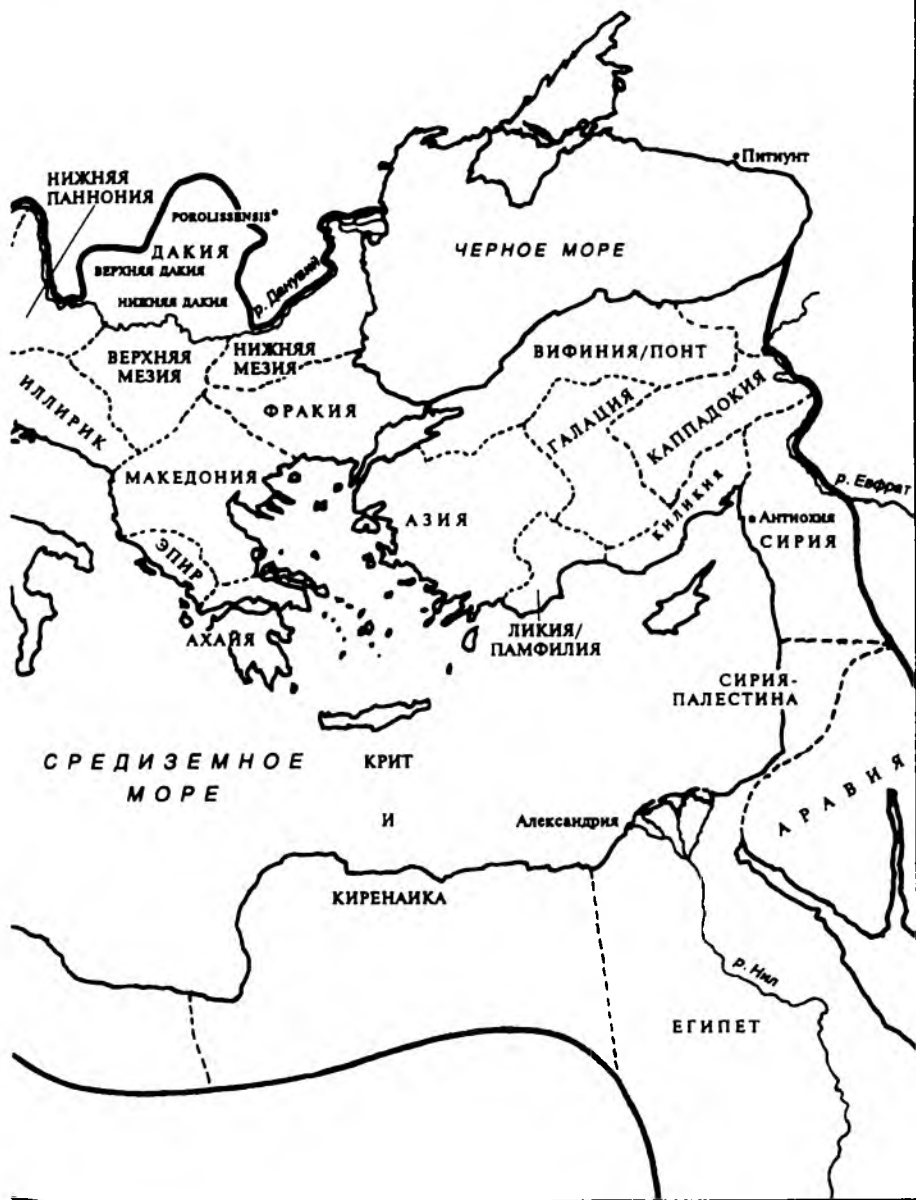 Питиунт
НИЖНЯЯ
ПАННОНИЯ
POROLISSENSIS
ДАКИЯ
ВЕРХНЯЯ ДАКИЯ
НИЖНЯЯ ДАКИЯ
р. Данувий
ЧЕРНОЕ МОРЕ
ВЕРХНЯЯ
МЕЗИЯ
НИЖНЯЯ
МЕЗИЯ
ВИФИНИЯ/ПОНТ
ИЛЛИРИК
ФРАКИЯ
ГАЛАЦИЯ
КАППАДОКИЯ
МАКЕДОНИЯ
АЗИЯ
КИЛИКИЯ
р. Евфрат
Антиохия
СИРИЯ
ЭПИР
АХАЙЯ
ЛИКИЯ/
ПАМФИЛИЯ
СИРИЯ-
ПАЛЕСТИНА
СРЕДИЗЕМНОЕ
МОРЕ
КРИТ
И
КИРЕНАИКА
Александрия
АРАВИЯ
р. Нил
ЕГИПЕТ